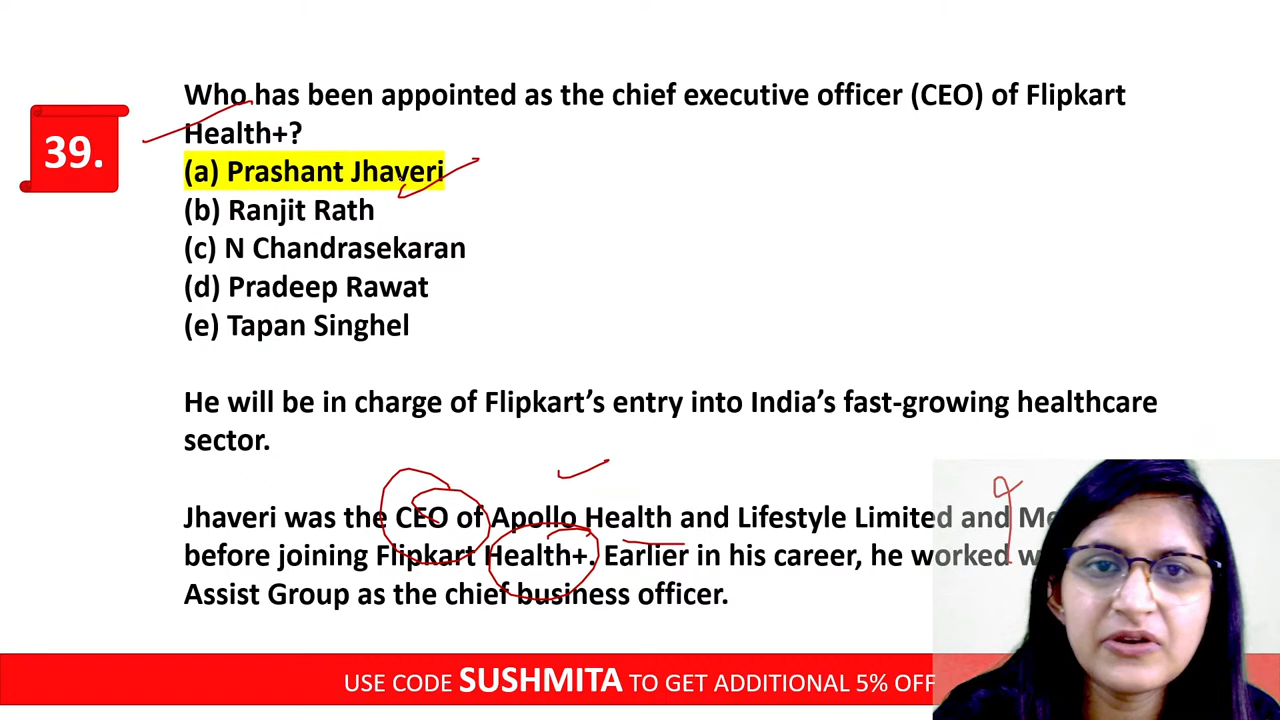 39.
Who has been appointed as the chief executive officer (CEO) of Flipkart
Health+?
(a) Prashant Jhaveri
(b) Ranjit Rath
(c) N Chandrasekaran
(d) Pradeep Rawat
(e) Tapan Singhel
He will be in charge of Flipkart’s entry into India’s fast-growing healthcare
sector.
Jhaveri was the CEO of Apollo Health and Lifestyle Limited and
before joining Flipkart Health+. Earlier in his career, he worked
Assist Group as the chief business officer.
USE CODE SUSHMITA TO GET ADDITIONAL 5% OFF